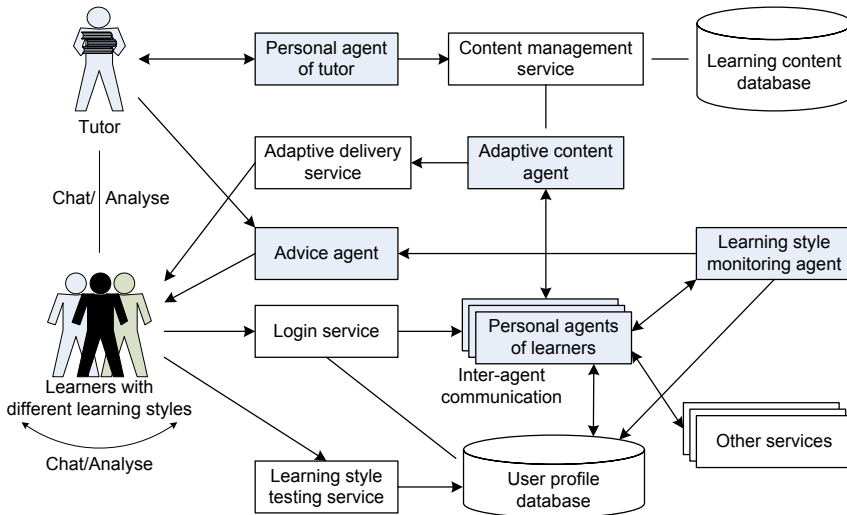 Personal agent
of tutor
Content management
service
Learning content
database
Tutor
Adaptive delivery
service
Adaptive content
agent
Chat/ Analyse
Advice agent
Learning style
monitoring agent
Login service
Personal agents
of learners
Inter-agent
communication
Learners with
different learning styles
Chat/Analyse
Learning style
testing service
User profile
database
Other services